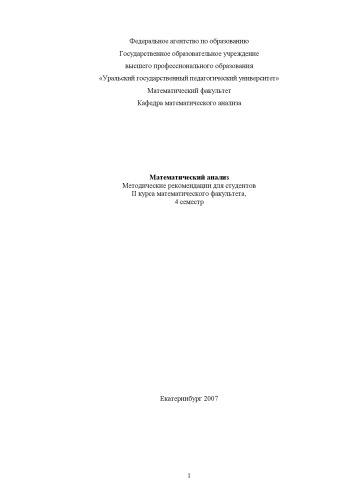 Федеральное агентство по образованию
Государственное образовательное учреждение
высшего профессионального образования
«Уральский государственный педагогический университет»
Математический факультет
Кафедра математического анализа
Математический анализ
Методические рекомендации для студентов
II курса математического факультета,
4 семестр
Екатеринбург 2007
1